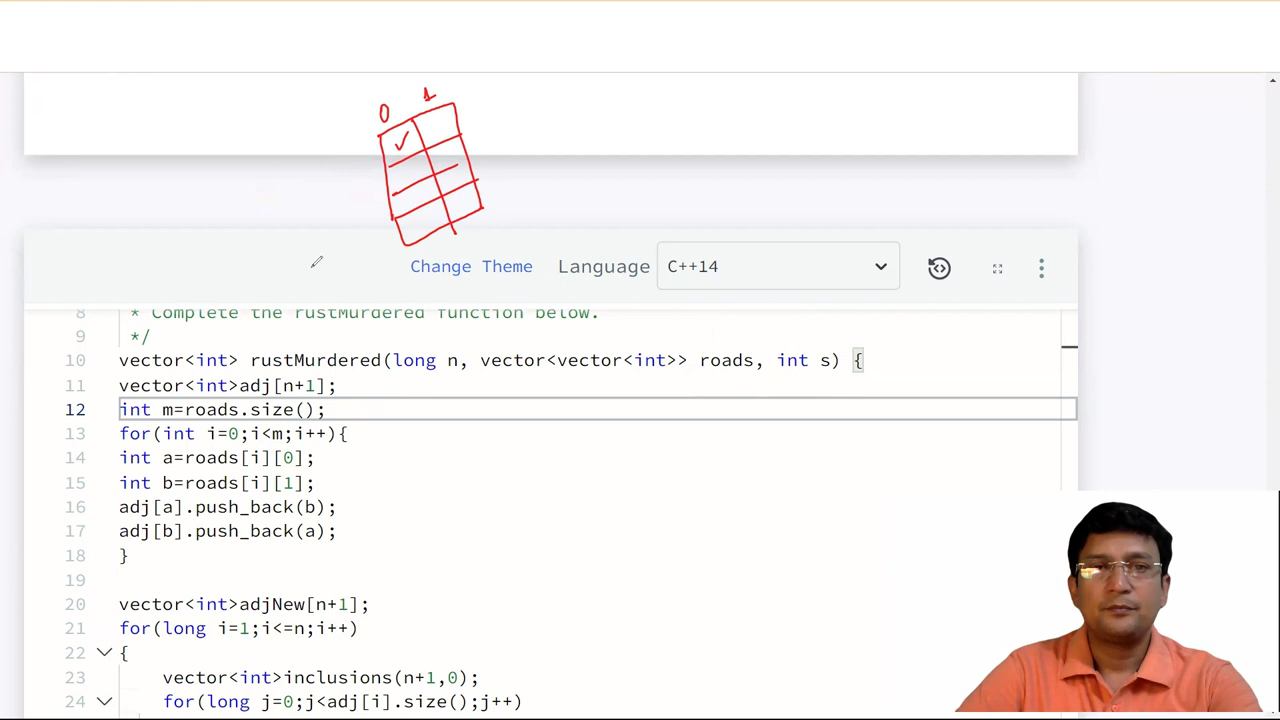 0 1
Change Theme Language C++14
8 * Complete the rustMurdered function below.
9 */
10 vector<int> rustMurdered(long n, vector<vector<int>> roads, int s) {
11 vector<int>adj[n+1];
12 int m=roads.size();
13 for(int i=0;i<m;i++){
14 int a=roads[i][0];
15 int b=roads[i][1];
16 adj[a].push_back(b);
17 adj[b].push_back(a);
18 }
19
20 vector<int>adjNew[n+1];
21 for(long i=1;i<=n;i++)
22 {
23 vector<int>inclusions(n+1,0);
24 for(long j=0;j<adj[i].size();j++)